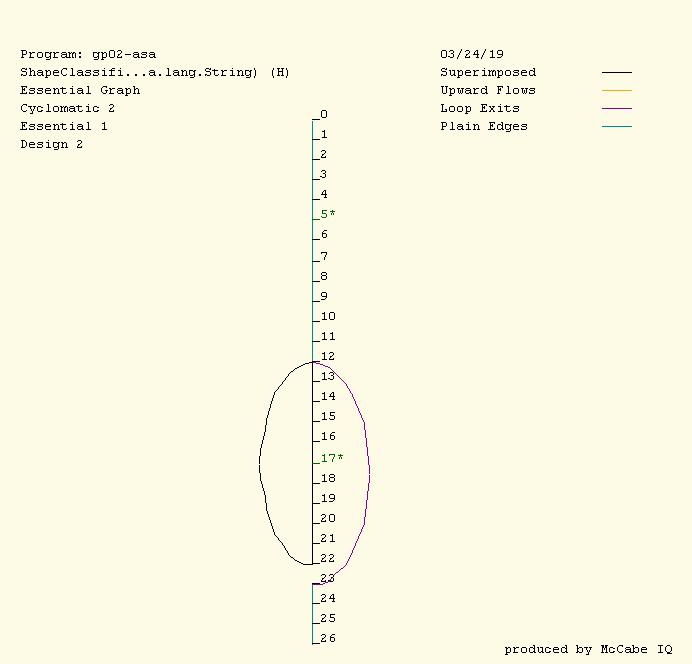 Program: gp02-asa
ShapeClassifi...a.lang.String) (H)
Essential Graph
Cyclomatic 2
Essential 1
Design 2
03/24/19
Superimposed
Upward Flows
Loop Exits
Plain Edges
0
1
2
3
4
5*
6
7
8
9
10
11
12
13
14
15
16
17*
18
19
20
21
22
23
24
25
26
produced by McCabe IQ